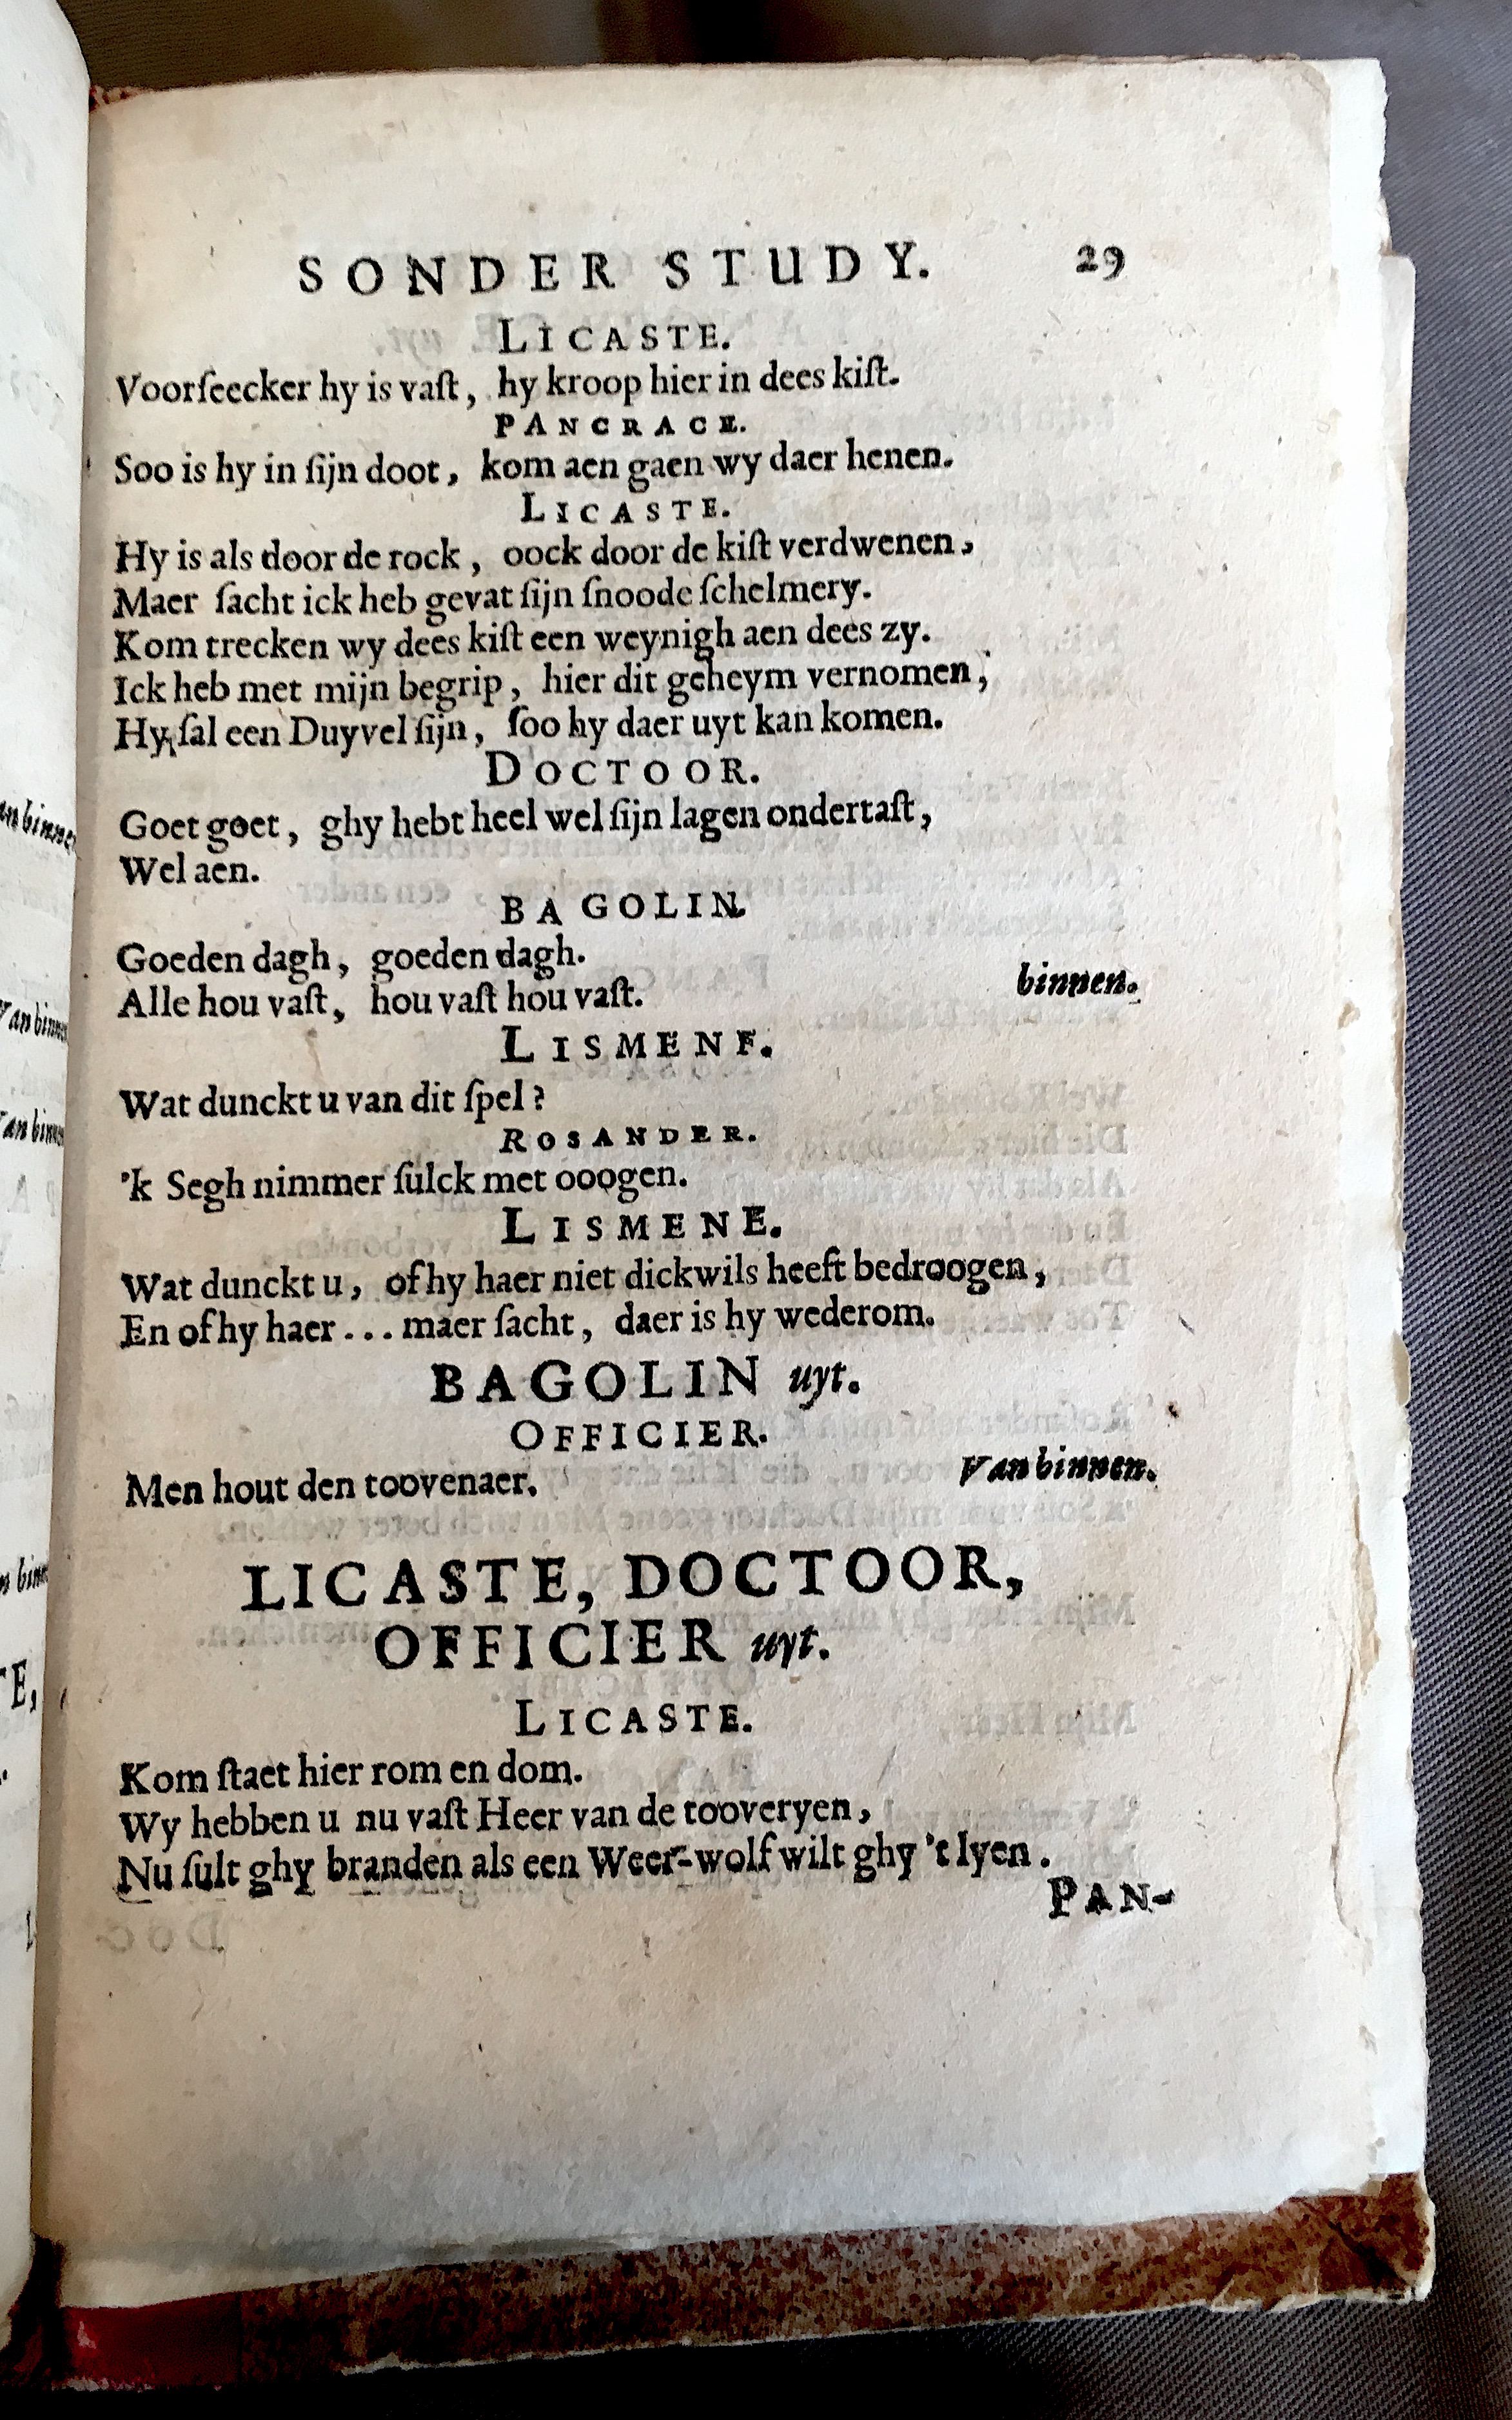 SONDER STUDY. 29
LICASTE.
Voorſeecker hy is vaſt, hy kroop hier in dees kiſt.
PANCRACE.
Soo is hy in ſijn doot, kom aen gaen wy daer henen.
LICASTE.
Hy is als door de rock, oock door de kiſt verdwenen,
Maer ſacht ick heb gevat ſijn ſnoode ſchelmery.
Kom trecken wy dees kiſt een weynigh aen dees zy.
Ick heb met mijn begrip, hier dit geheym vernomen,
Hy ſal een Duyvel ſijn, ſoo hy daer uyt kan komen.
DOCTOOR.
Goet goet, ghy hebt heel wel ſijn lagen ondertaſt,
Wel aen.
BAGOLIN.
Goeden dagh, goeden dagh.
binnen.
Alle hou vaſt, hou vaſt hou vaſt.
LISMENE.
Wat dunckt u van dit ſpel?
ROSANDER.
'k Segh nimmer ſulck met ooogen.
LISMENE.
Wat dunckt u, of hy haer niet dickwils heeft bedroogen,
En of hy haer... maer ſacht, daer is hy wederom.
BAGOLIN uyt.
OFFICIER.
Men hout den toovenaer. Van binnen.
LICASTE, DOCTOOR,
OFFICIER uyt.
LICASTE.
Kom ſtaet hier rom en dom.
Wy hebben u nu vaſt Heer van de tooveryen,
Nu ſult ghy branden als een Weer-wolf wilt ghy 't lyen.
PAN-